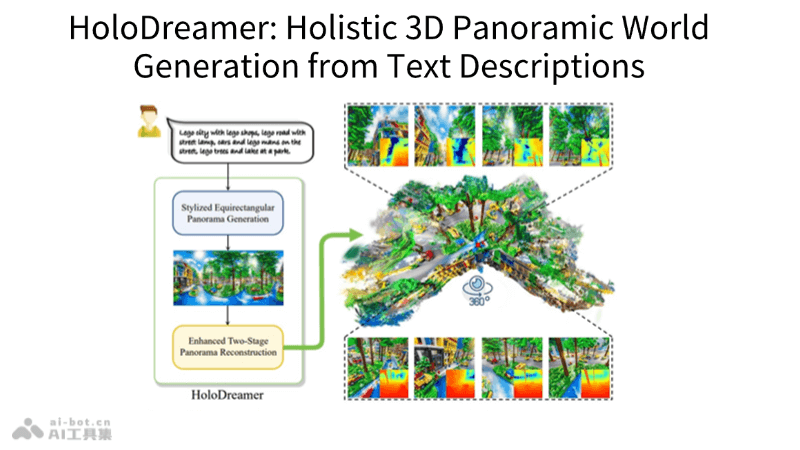 HoloDreamer: Holistic 3D Panoramic World
Generation from Text Descriptions
Lego city with lego shops, lego road with
street lamp, cars and lego mans on the
street, lego trees and lake at a park.
Stylized Equirectangular
Panorama Generation
Enhanced Two-Stage
Panorama Reconstruction
HoloDreamer
360°
ai-bot.cn
AI工具集